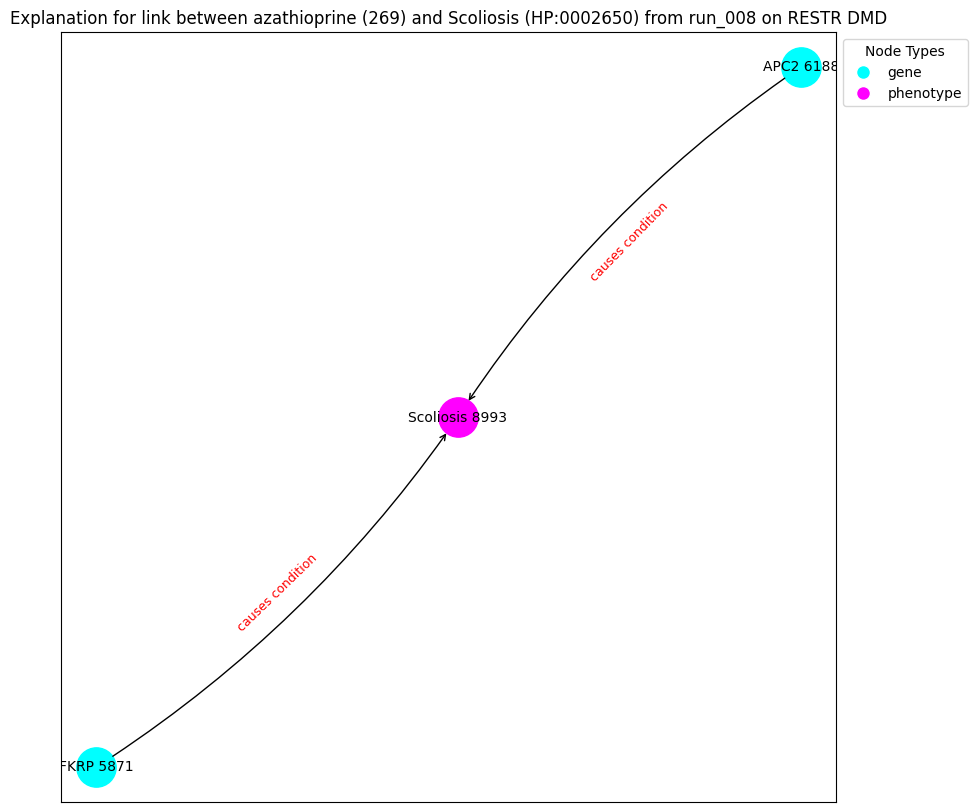 Explanation for link between azathioprine (269) and Scoliosis (HP:0002650) from run_008 on RESTR DMD
Node Types
gene
phenotype
APC2 6188
causes condition
Scoliosis 8993
causes condition
FKRP 5871